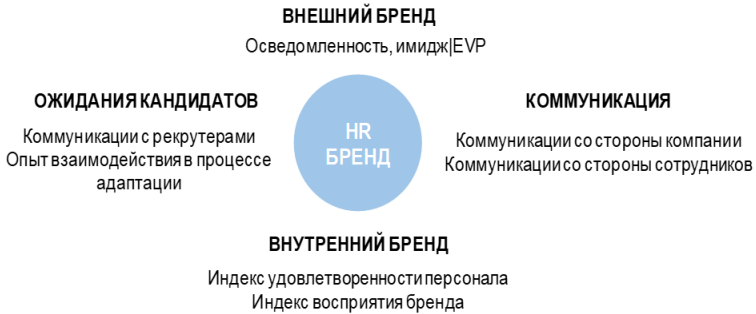 ВНЕШНИЙ БРЕНД
Осведомленность, имидж|EVP
ОЖИДАНИЯ КАНДИДАТОВ
Коммуникации с рекрутерами
Опыт взаимодействия в процессе
адаптации
HR
БРЕНД
КОММУНИКАЦИЯ
Коммуникации со стороны компании
Коммуникации со стороны сотрудников
ВНУТРЕННИЙ БРЕНД
Индекс удовлетворенности персонала
Индекс восприятия бренда